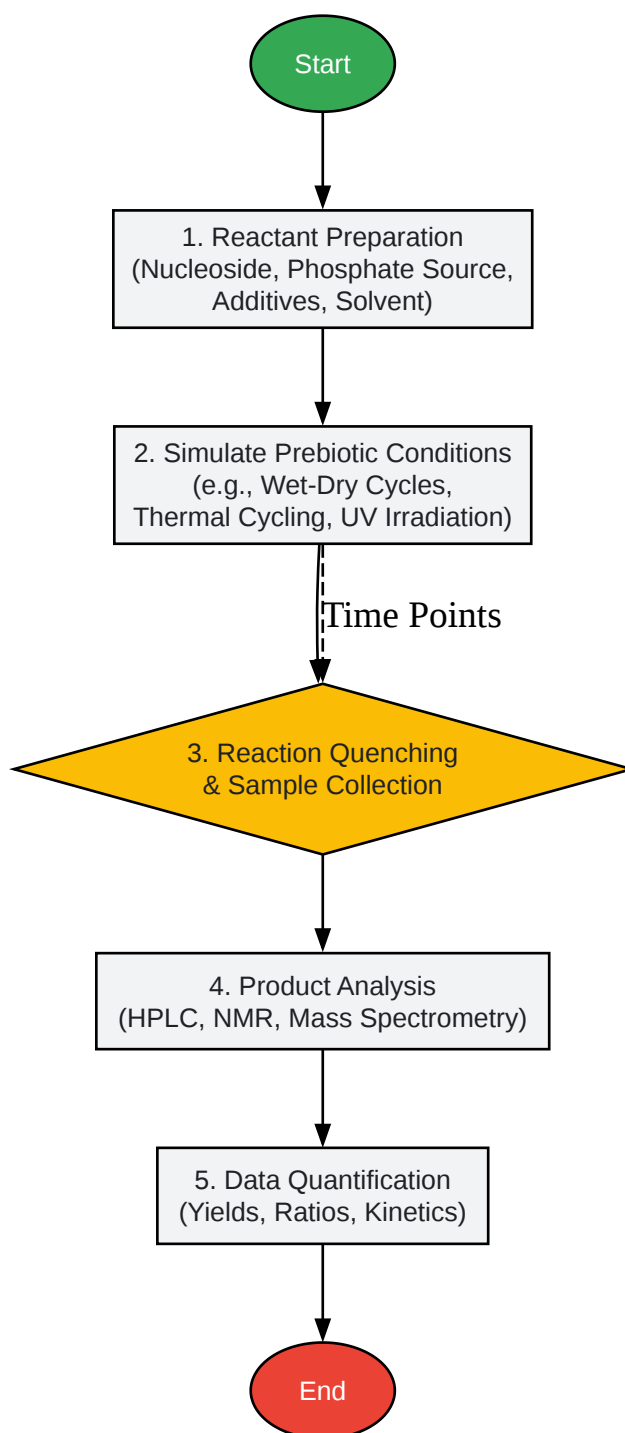 Start
1. Reactant Preparation
(Nucleoside, Phosphate Source,
Additives, Solvent)
2. Simulate Prebiotic Conditions
(e.g., Wet-Dry Cycles,
Thermal Cycling, UV Irradiation)
Time Points
3. Reaction Quenching
& Sample Collection
4. Product Analysis
(HPLC, NMR, Mass Spectrometry)
5. Data Quantification
(Yields, Ratios, Kinetics)
End